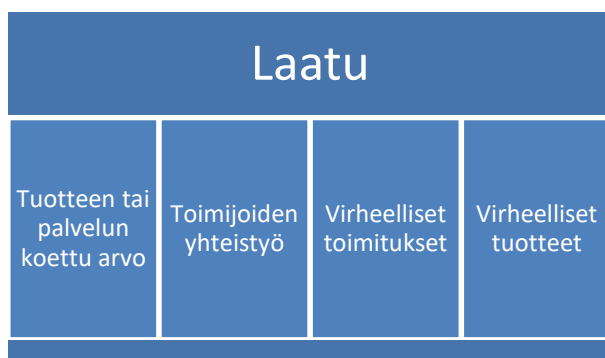 Laatu
Tuotteen tai
palvelun
koettu arvo
Toimijoiden
yhteistyö
Virheelliset
toimitukset
Virheelliset
tuotteet